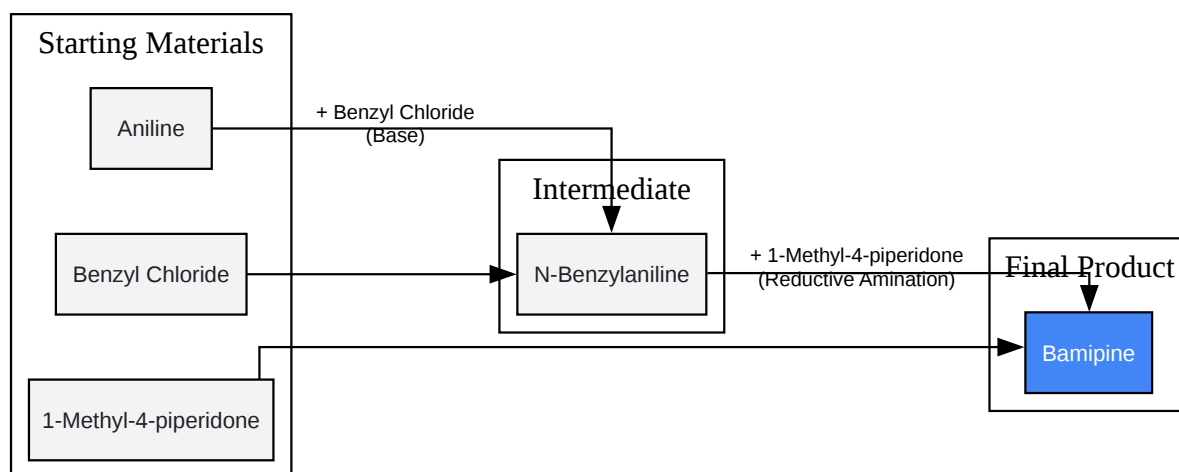 Starting Materials
Aniline
+ Benzyl Chloride
(Base)
Intermediate
Benzyl Chloride
N-Benzylaniline
+ 1-Methyl-4-piperidone
(Reductive Amination)
Final Product
Bamipine
1-Methyl-4-piperidone